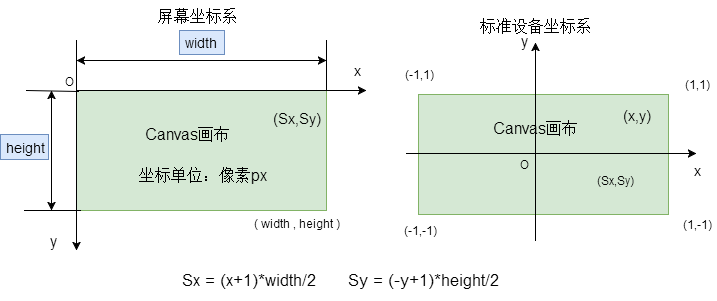 屏幕坐标系
width
O
x
height
(Sx,Sy)
Canvas画布
坐标单位：像素px
( width , height )
y
标准设备坐标系
y
(-1,1)
(1,1)
(x,y)
Canvas画布
O
x
(Sx,Sy)
(-1,-1)
(1,-1)
Sx = (x+1)*width/2
Sy = (-y+1)*height/2